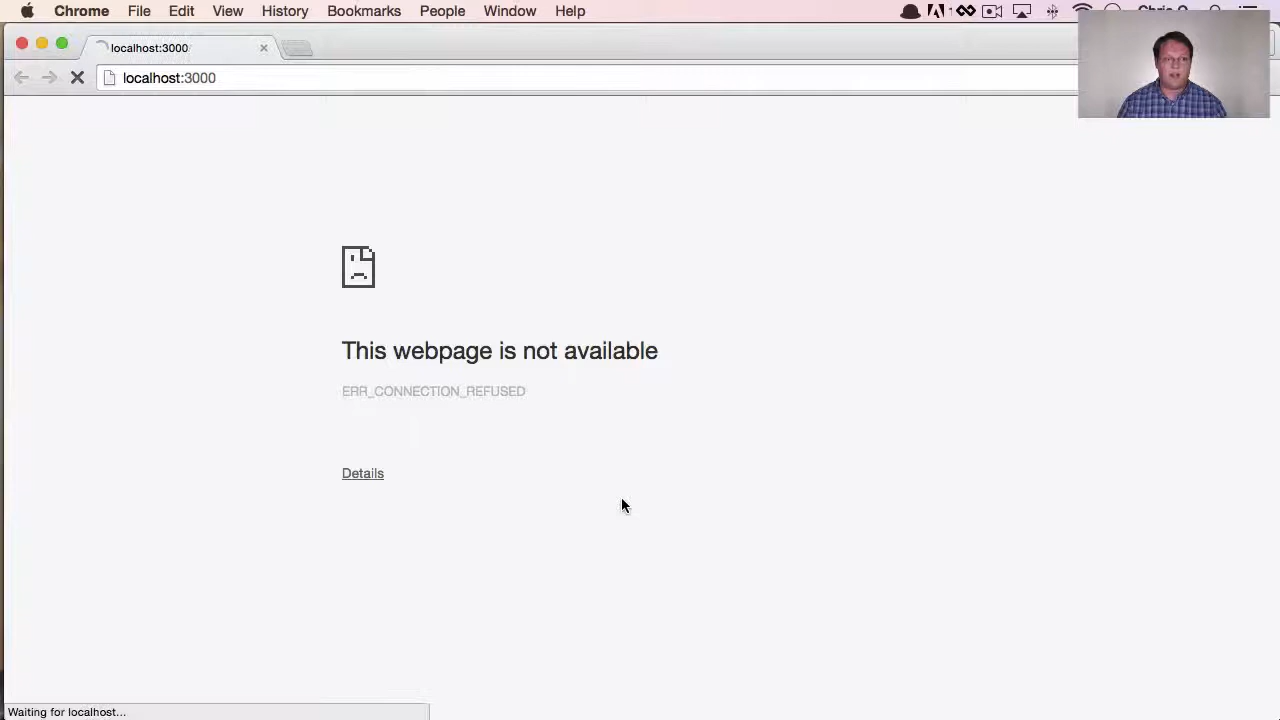 Chrome File Edit View History Bookmarks People Window Help
localhost:3000
localhost:3000
This webpage is not available
ERR_CONNECTION_REFUSED
Details
Waiting for localhost...